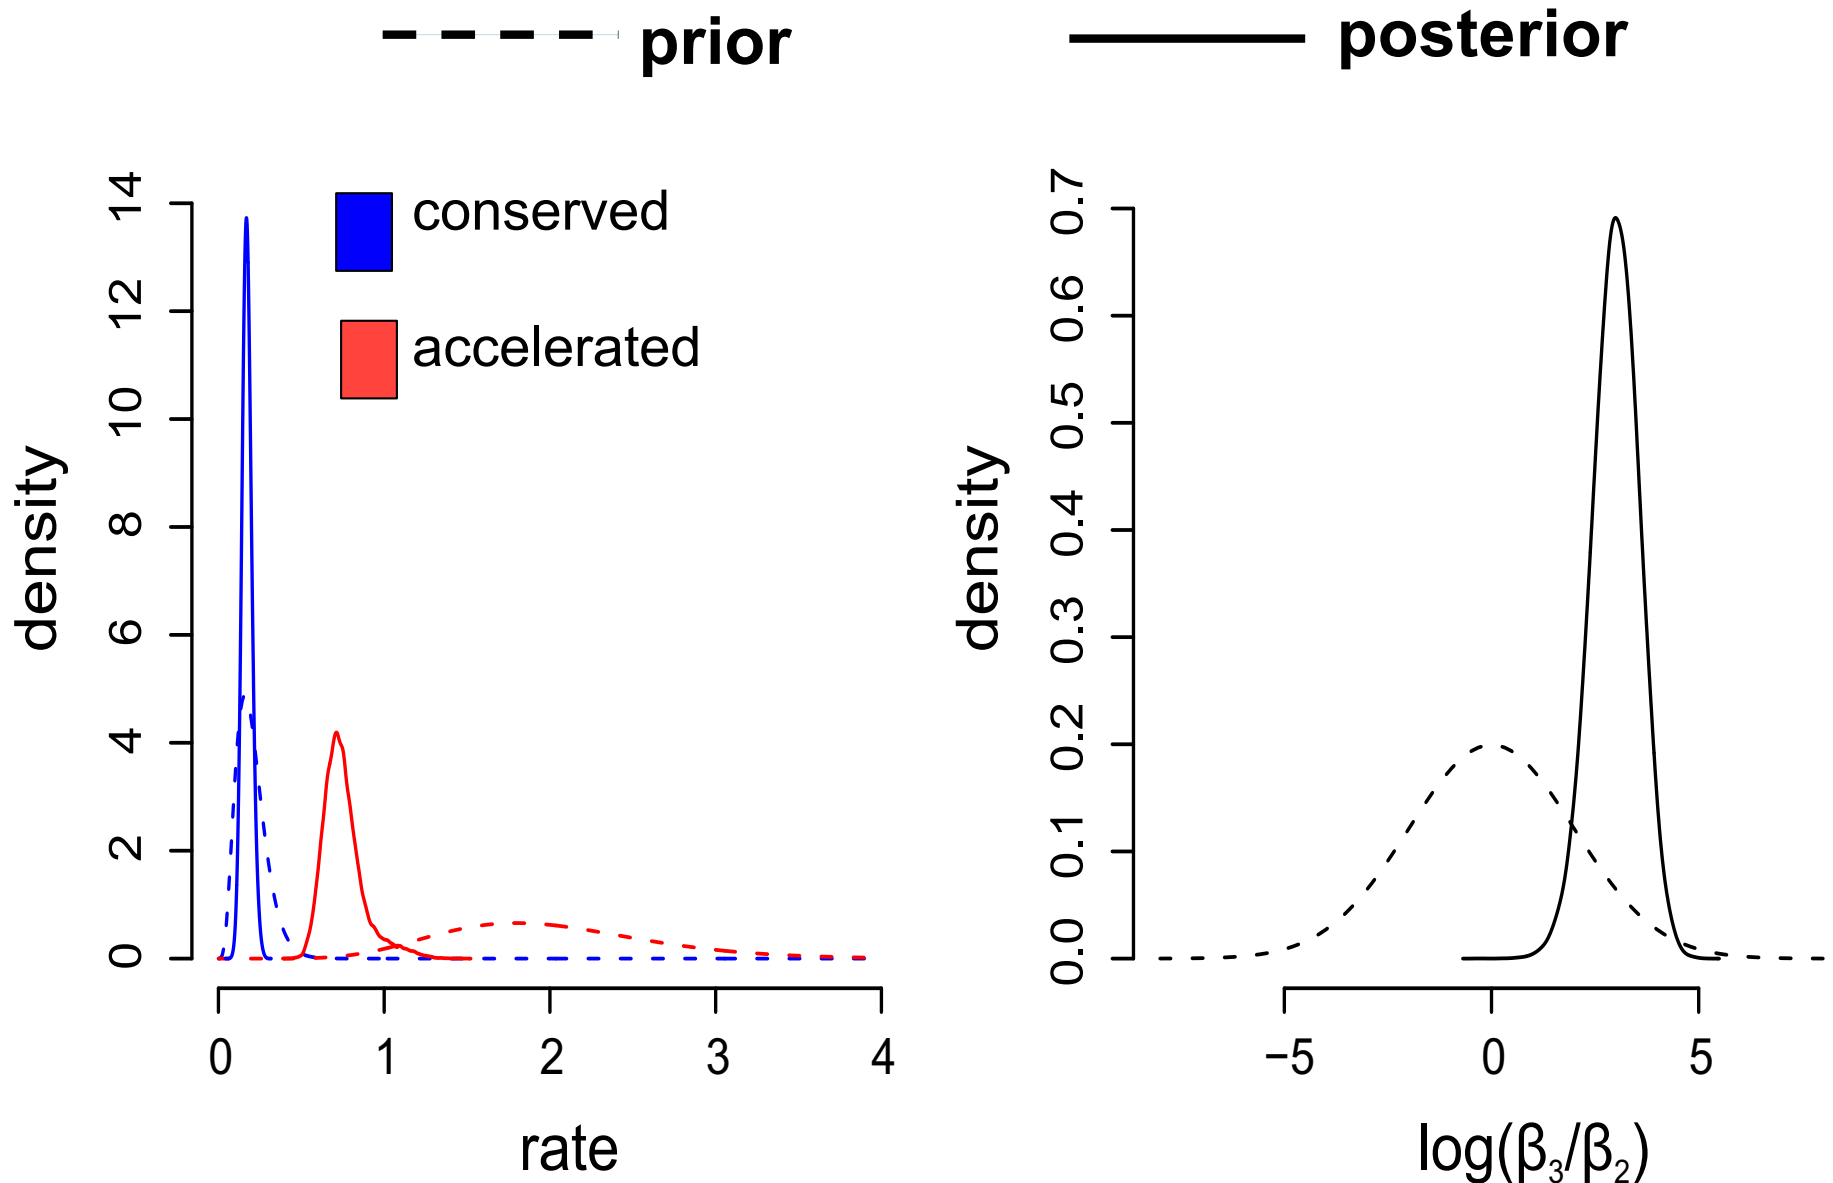 prior
posterior
conserved
accelerated
density
14
12
10
8
6
4
2
0
0 1 2 3 4
rate
density
0.7
0.6
0.5
0.4
0.3
0.2
0.1
0.0
−5 0 5
log(β₃/β₂)